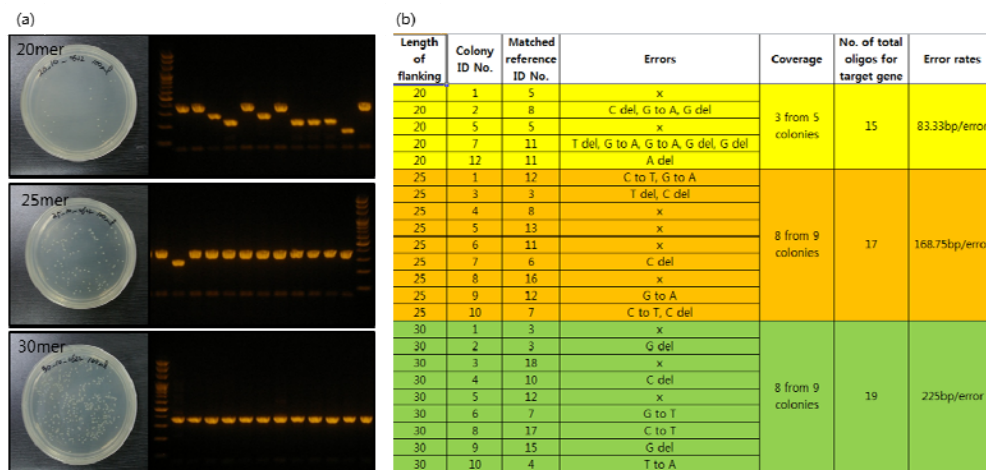 (a)
20mer
25mer
30mer
(b)
Length of flanking Colony ID No. Matched reference ID No. Errors Coverage No. of total oligos for target gene Error rates
20 1 5 x 3 from 5 colonies 15 83.33bp/error
20 2 8 C del, G to A, G del
20 5 5 x
20 7 11 T del, G to A, G to A, G del, G del
20 12 11 A del
25 1 12 C to T, G to A 8 from 9 colonies 17 168.75bp/error
25 3 3 T del, C del
25 4 8 x
25 5 13 x
25 6 11 x
25 7 6 C del
25 8 16 x
25 9 12 G to A
25 10 7 C to T, C del
30 1 3 x 8 from 9 colonies 19 225bp/error
30 2 3 G del
30 3 18 x
30 4 10 C del
30 5 12 x
30 6 7 G to T
30 8 17 C to T
30 9 15 G del
30 10 4 T to A